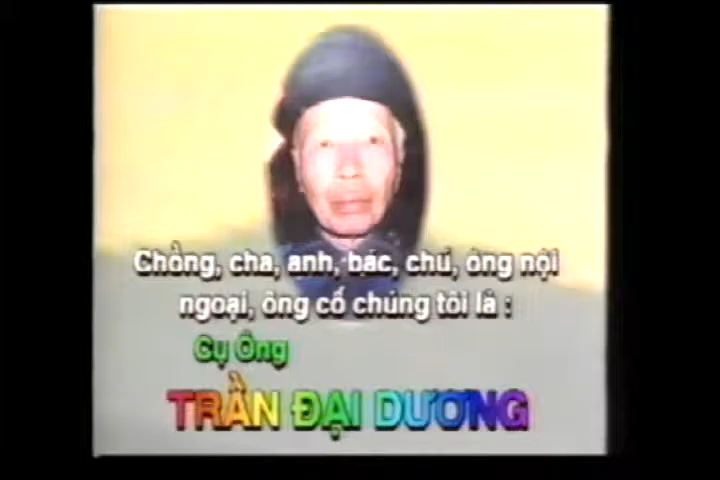 Chồng, cha, anh, bác, chú, ông nội
ngoại, ông cố chúng tôi là :
Cụ Ông
TRẦN ĐẠI DƯƠNG